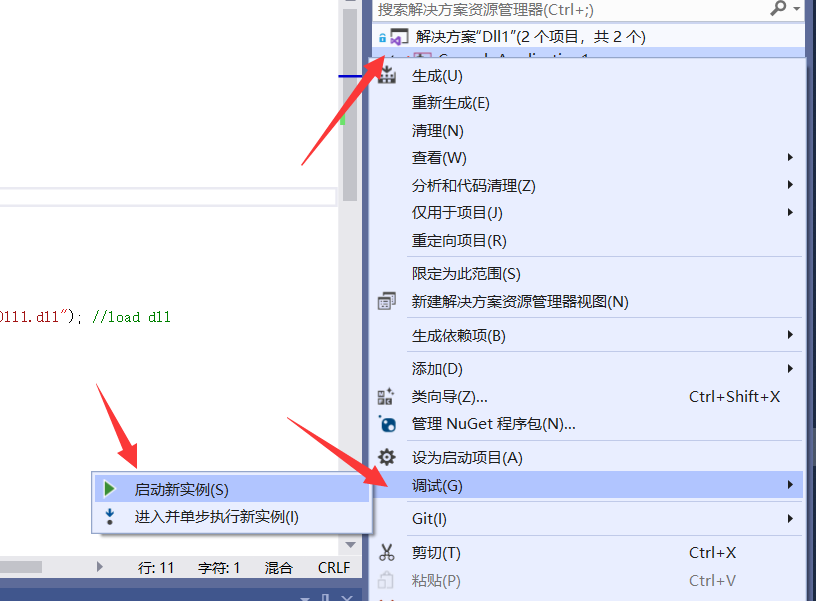 搜索解决方案资源管理器(Ctrl+;)
解决方案"Dll1"(2 个项目，共 2 个)
生成(U)
重新生成(E)
清理(N)
查看(W)
分析和代码清理(Z)
仅用于项目(J)
重定向项目(R)
限定为此范围(S)
新建解决方案资源管理器视图(N)
生成依赖项(B)
添加(D)
类向导(Z)... Ctrl+Shift+X
管理 NuGet 程序包(N)...
设为启动项目(A)
调试(G)
Git(I)
剪切(T) Ctrl+X
粘贴(P) Ctrl+V
Dll1.dll"); //load dll
启动新实例(S)
进入并单步执行新实例(I)
行: 11 字符: 1 混合 CRLF